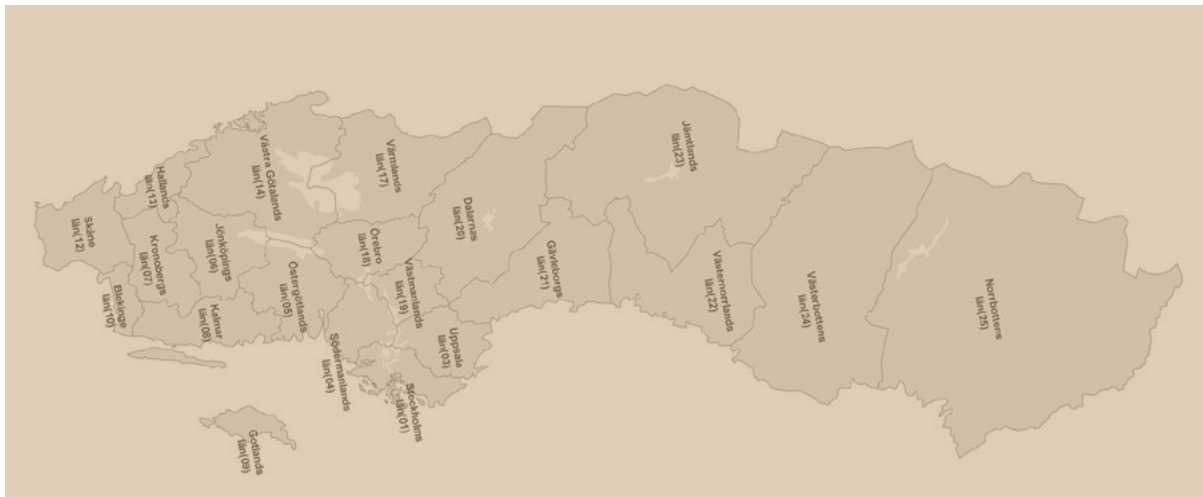 Jämtlands
län(23)
Värmlands
län(17)
Västra Götalands
län(14)
Hallands
län(13)
Skåne
län(12)
Kronobergs
län(07)
Jönköpings
län(06)
Örebro
län(18)
Dalarnas
län(20)
Gävleborgs
län(21)
Västernorrlands
län(22)
Västerbottens
län(24)
Norrbottens
län(25)
Blekinge
län(10)
Kalmar
län(08)
Östergötlands
län(05)
Västmanlands
län(19)
Uppsala
län(03)
Södermanlands
län(04)
Stockholms
län(01)
Gotlands
län(09)